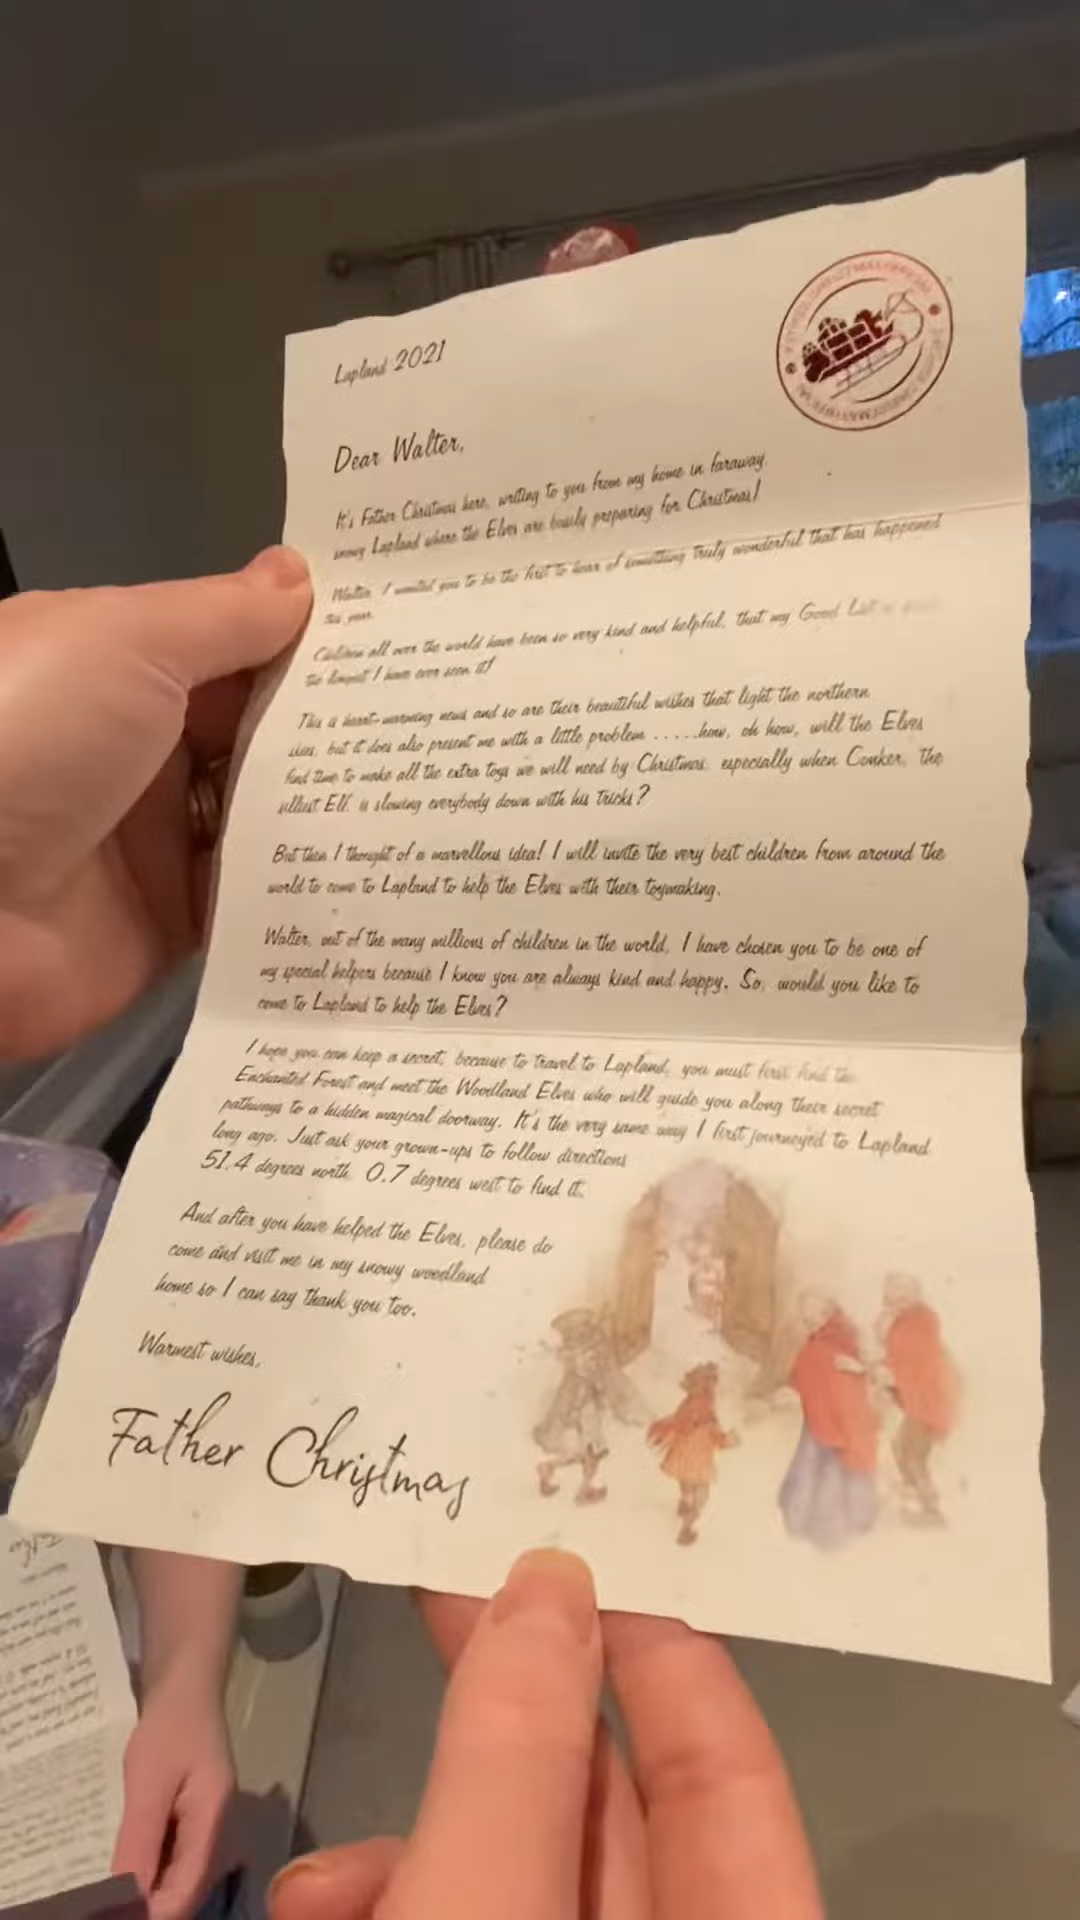 Lapland 2021
Dear Walter,
It's Father Christmas here, writing to you from my home in faraway
snowy Lapland where the Elves are busily preparing for Christmas!
Walter, I wanted you to be the first to hear of something truly wonderful that has happened
this year.
Children all over the world have been so very kind and helpful, that my Good List
the longest I have ever seen it!
This is heart-warming news and so are their beautiful wishes that light the northern
skies, but it does also present me with a little problem .....how, oh how, will the Elves
find time to make all the extra toys we will need by Christmas, especially when Conker, the
silliest Elf, is slowing everybody down with his tricks?
But then I thought of a marvellous idea! I will invite the very best children from around the
world to come to Lapland to help the Elves with their toymaking.
Walter, out of the many millions of children in the world, I have chosen you to be one of
my special helpers because I know you are always kind and happy. So, would you like to
come to Lapland to help the Elves?
I hope you can keep a secret, because to travel to Lapland, you must first find the
Enchanted Forest and meet the Woodland Elves who will guide you along their secret
pathways to a hidden magical doorway. It's the very same way I first journeyed to Lapland
long ago. Just ask your grown-ups to follow directions
51.4 degrees north, 0.7 degrees west to find it.
And after you have helped the Elves, please do
come and visit me in my snowy woodland
home so I can say thank you too.
Warmest wishes,
Father Christmas